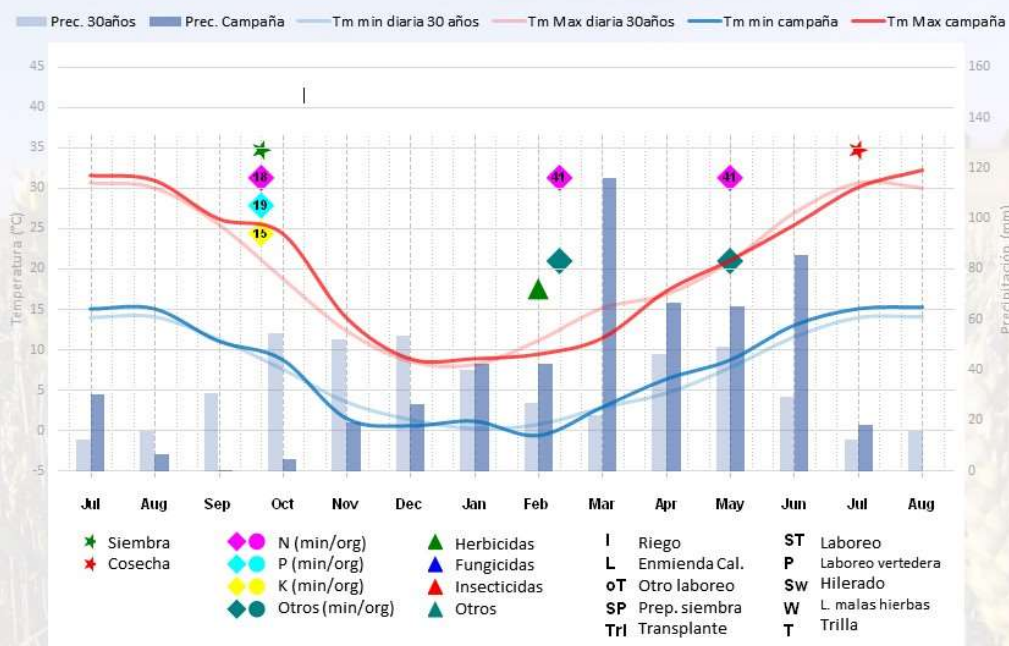 Prec. 30años Prec. Campaña Tm min diaria 30 años Tm Max diaria 30años Tm min campaña Tm Max campaña
45 160
40 140
35 120
30
25 100
20 80
15 60
10
5 40
0 20
-5 0
Temperatura (°C)
Precipitación (mm)
18 41 41
19
15
Jul Aug Sep Oct Nov Dec Jan Feb Mar Apr May Jun Jul Aug
Siembra N (min/org) Herbicidas I Riego ST Laboreo
Cosecha P (min/org) Fungicidas L Enmienda Cal. P Laboreo vertedera
K (min/org) Insecticidas oT Otro laboreo Sw Hilerado
Otros (min/org) Otros SP Prep. siembra W L. malas hierbas
Trl Transplante T Trilla